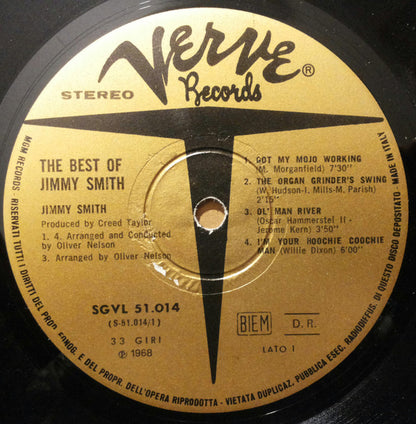 Verve
Records ®
STEREO
THE BEST OF
JIMMY SMITH
JIMMY SMITH
Produced by Creed Taylor
1. 4. Arranged and Conducted
by Oliver Nelson
3. Arranged by Oliver Nelson
SGVL 51.014
(S-51.014/1)
33 GIRI
℗ 1968
1. GOT MY MOJO WORKING
(M. Morganfield) 7'30"
2. THE ORGAN GRINDER'S SWING
(W. Hudson-I. Mills-M. Parish)
2'15"
3. OL' MAN RIVER
(Oscar Hammerstel II -
Jerome Kern) 3'50"
4. I'M YOUR HOOCHIE COOCHIE
MAN (Willie Dixon) 6'00"
BIEM
D. R.
LATO 1
MGM RECORDS. RISERVATI TUTTI I DIRITTI DEL PROD. FONOG. E DEL PROPR. DELL'OPERA RIPRODOTTA - VIETATA DUPLICAZ. PUBBLICA ESEC. RADIODIFFUS. DI QUESTO DISCO DEPOSITATO - MADE IN ITALY